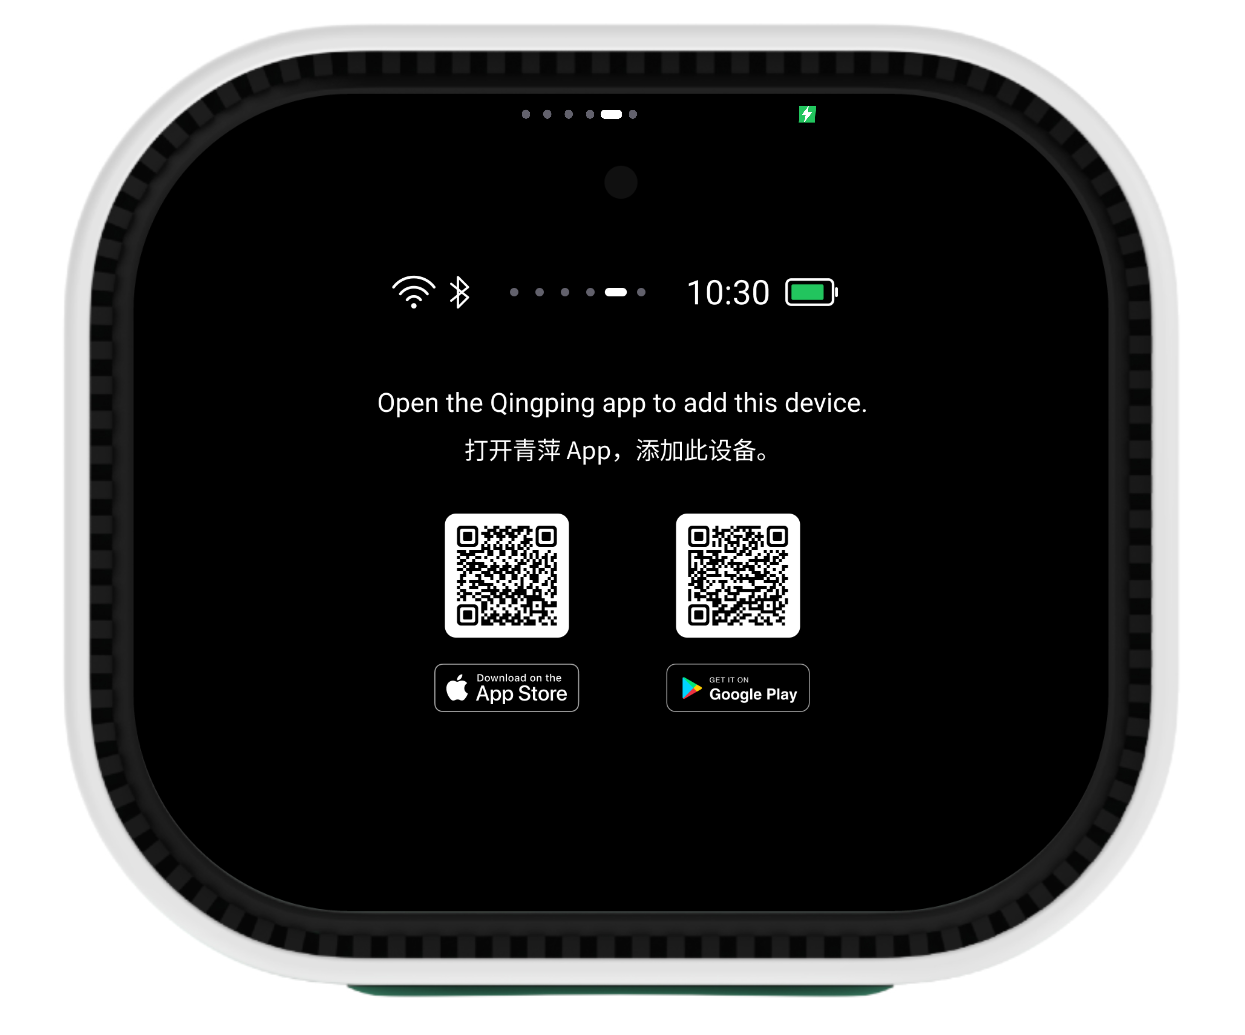 10:30
Open the Qingping app to add this device.
打开青萍 App，添加此设备。
Download on the
App Store
GET IT ON
Google Play